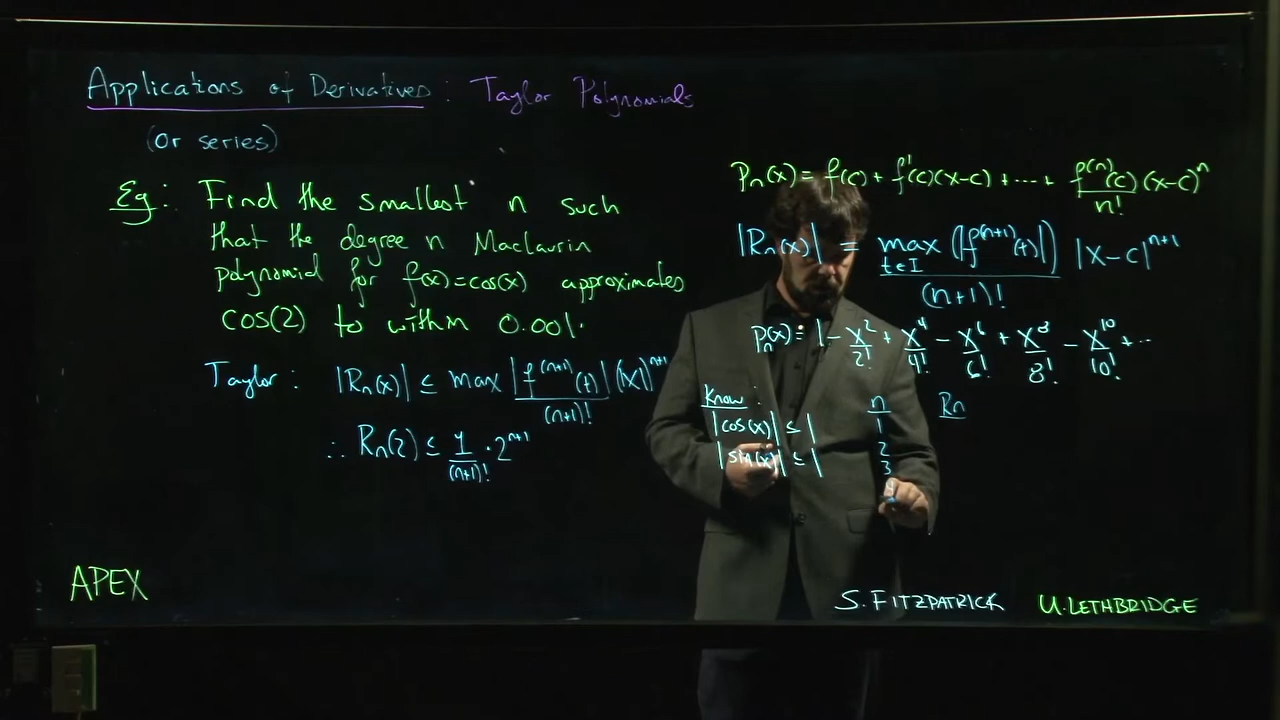 Applications of Derivatives : Taylor Polynomials
(Or series)
Eg: Find the smallest n such
that the degree n Maclaurin
polynomial for f(x)=cos(x) approximates
cos(2) to within 0.001.
Taylor: |Rn(x)| ≤ max |f^(n+1)(t)| / (n+1)! (|x|)^n+1
∴ Rn(2) ≤ 1/(n+1)! · 2^n+1
Pn(x) = f(c) + f'(c)(x-c) + ... + f^(n)(c)/n! (x-c)^n
|Rn(x)| = max t∈I (|f^(n+1)(t)|) / (n+1)! |x-c|^n+1
Pn(x) = 1 - x²/2! + x⁴/4! - x⁶/6! + x⁸/8! - x¹⁰/10! + ...
Know:
|cos(x)| ≤ 1
|sin(x)| ≤ 1
n Rn
1
2
3
APEX
S. FITZPATRICK U. LETHBRIDGE